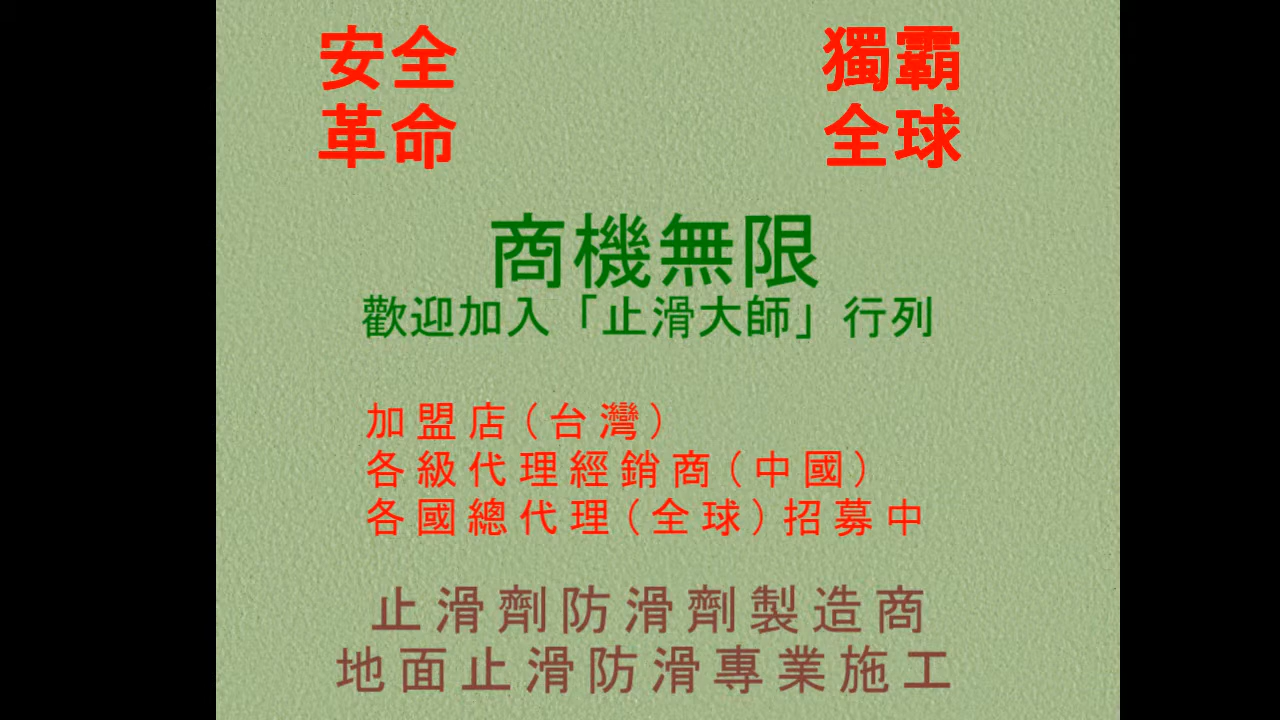 安全 獨霸
革命 全球
商機無限
歡迎加入「止滑大師」行列
加盟店(台灣)
各級代理經銷商(中國)
各國總代理(全球)招募中
止滑劑防滑劑製造商
地面止滑防滑專業施工